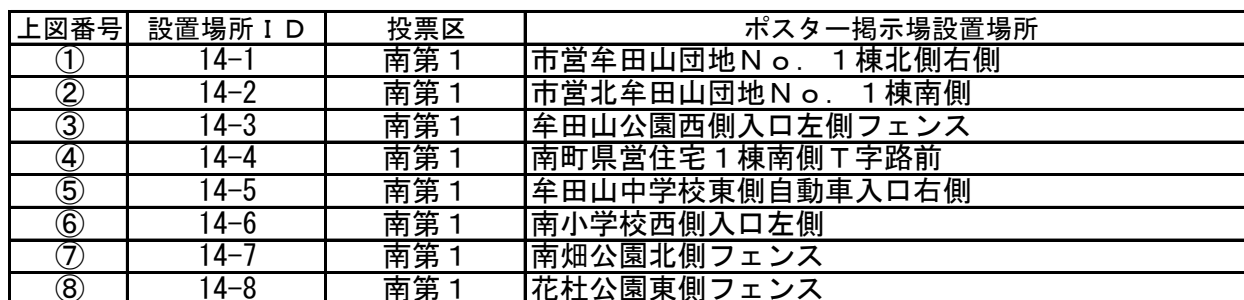 上図番号 設置場所ＩＤ 投票区 ポスター掲示場設置場所
① 14-1 南第１ 市営牟田山団地Ｎｏ．１棟北側右側
② 14-2 南第１ 市営北牟田山団地Ｎｏ．１棟南側
③ 14-3 南第１ 牟田山公園西側入口左側フェンス
④ 14-4 南第１ 南町県営住宅１棟南側Ｔ字路前
⑤ 14-5 南第１ 牟田山中学校東側自動車入口右側
⑥ 14-6 南第１ 南小学校西側入口左側
⑦ 14-7 南第１ 南畑公園北側フェンス
⑧ 14-8 南第１ 花杜公園東側フェンス